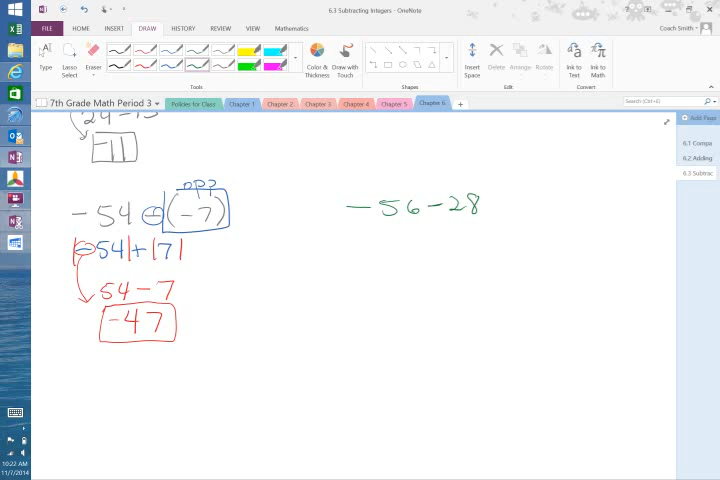 6.3 Subtracting Integers - OneNote
FILE HOME INSERT DRAW HISTORY REVIEW VIEW Mathematics
Coach Smith
Type
Lasso Select
Eraser
Color & Thickness
Draw with Touch
Insert Space
Delete
Arrange
Rotate
Ink to Text
Ink to Math
Tools
Shapes
Edit
Convert
7th Grade Math Period 3
Policies for Class Chapter 1 Chapter 2 Chapter 3 Chapter 4 Chapter 5 Chapter 6 +
Search (Ctrl+E)
Add Page
6.1 Compa
6.2 Adding
6.3 Subtrac
-11
opp
-54 - (-7)
|-54| + |7|
54 - 7
-47
-56 - 28
10:22 AM
11/7/2014